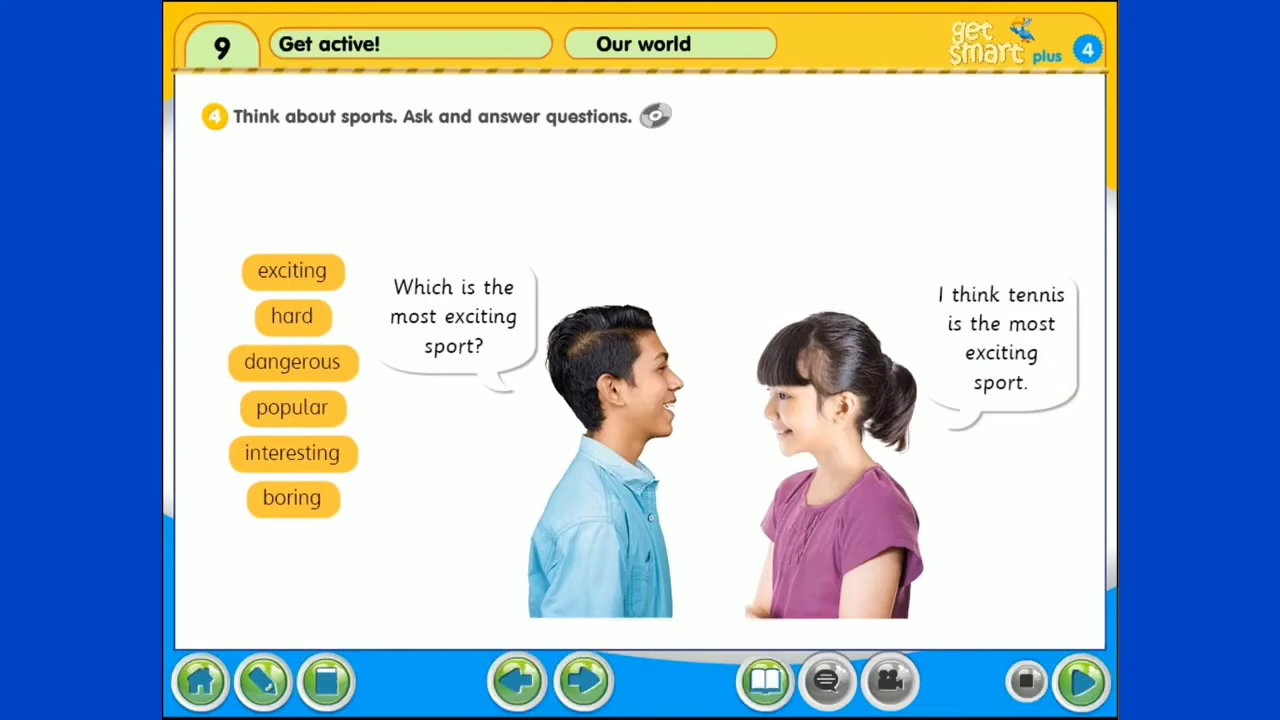 9
Get active!
Our world
get
smart plus 4
4 Think about sports. Ask and answer questions.
exciting
hard
dangerous
popular
interesting
boring
Which is the
most exciting
sport?
I think tennis
is the most
exciting
sport.